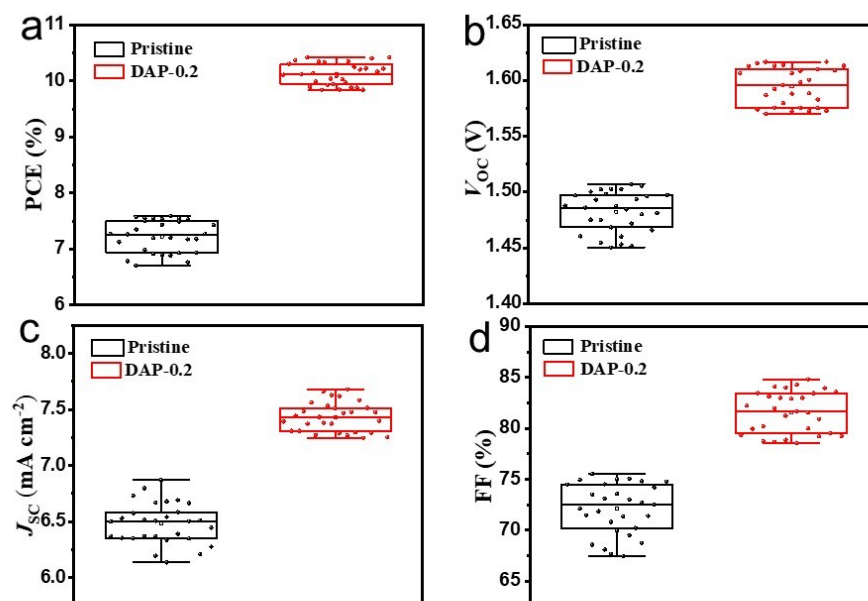 a
11
10
9
8
7
6
PCE (%)
Pristine
DAP-0.2
b
1.65
1.60
1.55
1.50
1.45
1.40
VOC (V)
Pristine
DAP-0.2
c
8.0
7.5
7.0
6.5
6.0
JSC (mA cm-2)
Pristine
DAP-0.2
d
90
85
80
75
70
65
FF (%)
Pristine
DAP-0.2